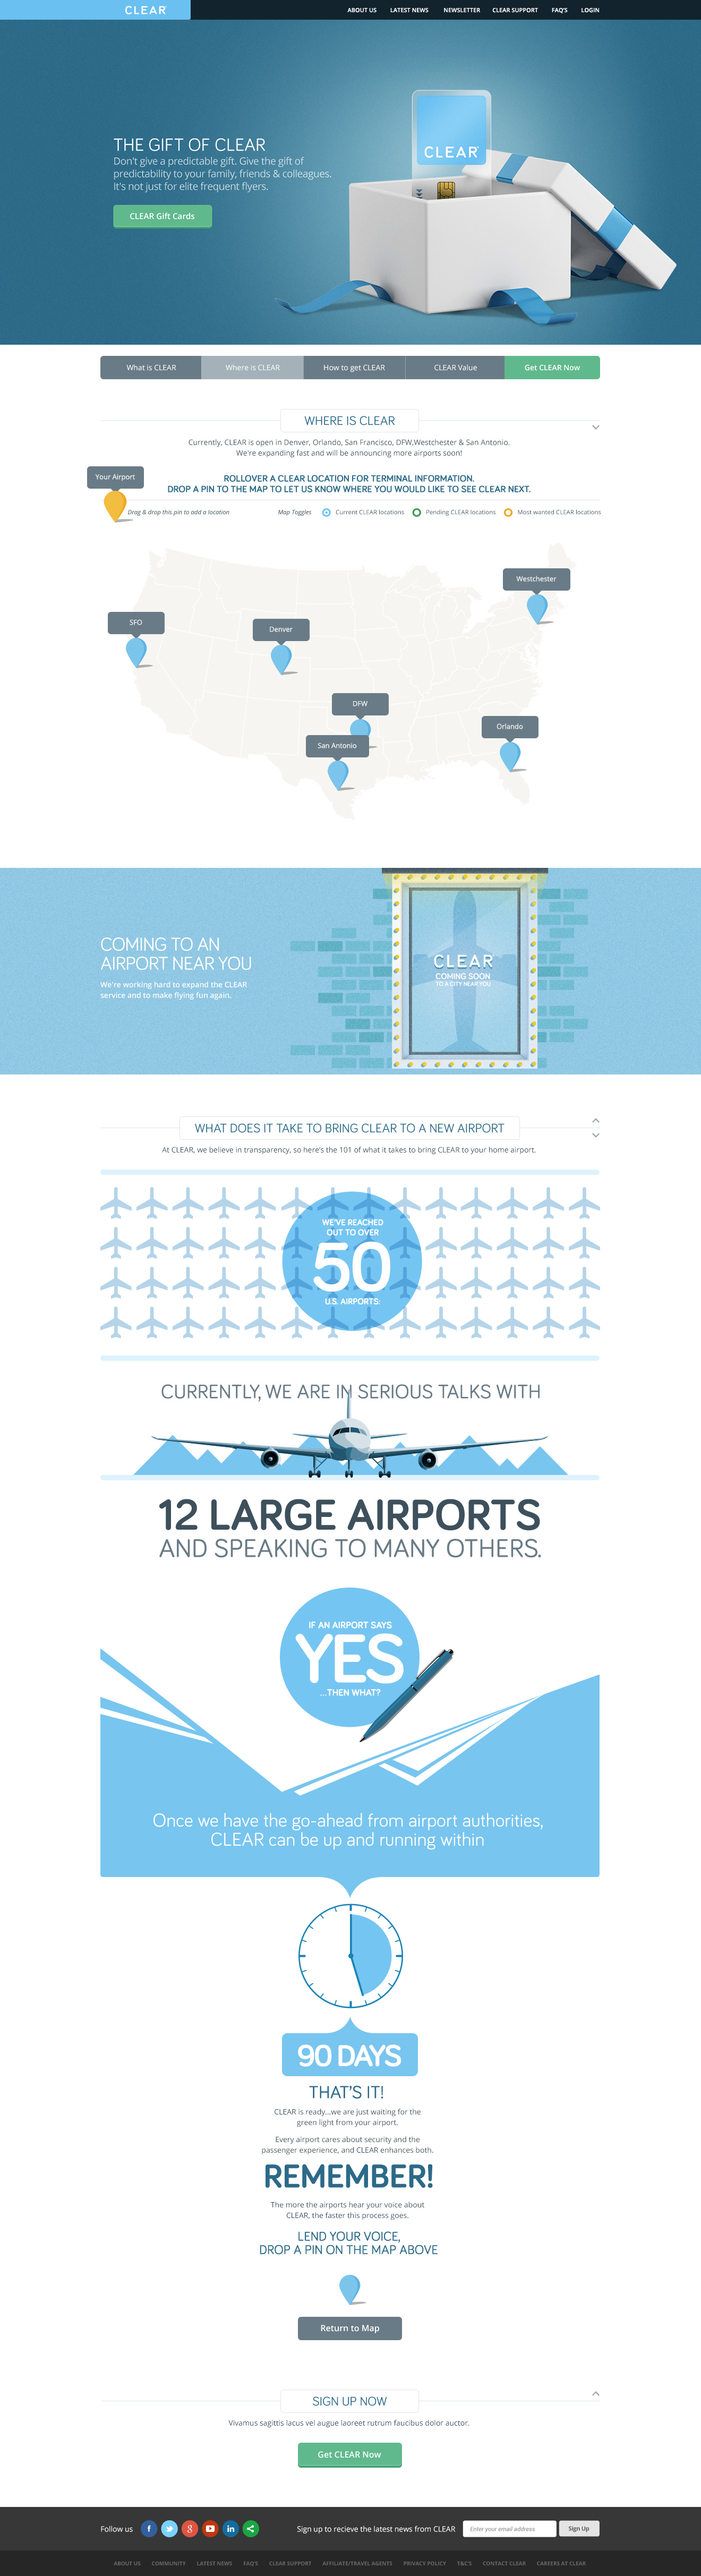 CLEAR
ABOUT US LATEST NEWS NEWSLETTER CLEAR SUPPORT FAQ'S LOGIN
CLEAR
THE GIFT OF CLEAR
Don't give a predictable gift. Give the gift of
predictability to your family, friends & colleagues.
It's not just for elite frequent flyers.
CLEAR Gift Cards
What is CLEAR Where is CLEAR How to get CLEAR CLEAR Value Get CLEAR Now
WHERE IS CLEAR
Currently, CLEAR is open in Denver, Orlando, San Francisco, DFW,Westchester & San Antonio.
We're expanding fast and will be announcing more airports soon!
Your Airport
ROLLOVER A CLEAR LOCATION FOR TERMINAL INFORMATION.
DROP A PIN TO THE MAP TO LET US KNOW WHERE YOU WOULD LIKE TO SEE CLEAR NEXT.
Drag & drop this pin to add a location
Map Toggles Current CLEAR locations Pending CLEAR locations Most wanted CLEAR locations
Westchester
SFO
Denver
DFW
Orlando
San Antonio
COMING TO AN
AIRPORT NEAR YOU
We're working hard to expand the CLEAR
service and to make flying fun again.
CLEAR
COMING SOON
TO A CITY NEAR YOU
WHAT DOES IT TAKE TO BRING CLEAR TO A NEW AIRPORT
At CLEAR, we believe in transparency, so here's the 101 of what it takes to bring CLEAR to your home airport.
WE'VE REACHED
OUT TO OVER
50
U.S. AIRPORTS:
CURRENTLY, WE ARE IN SERIOUS TALKS WITH
12 LARGE AIRPORTS
AND SPEAKING TO MANY OTHERS.
IF AN AIRPORT SAYS
YES
...THEN WHAT?
Once we have the go-ahead from airport authorities,
CLEAR can be up and running within
90 DAYS
THAT'S IT!
CLEAR is ready...we are just waiting for the
green light from your airport.
Every airport cares about security and the
passenger experience, and CLEAR enhances both.
REMEMBER!
The more the airports hear your voice about
CLEAR, the faster this process goes.
LEND YOUR VOICE,
DROP A PIN ON THE MAP ABOVE
Return to Map
SIGN UP NOW
Vivamus sagittis lacus vel augue laoreet rutrum faucibus dolor auctor.
Get CLEAR Now
Follow us
Sign up to recieve the latest news from CLEAR Enter your email address Sign Up
ABOUT US COMMUNITY LATEST NEWS FAQ'S CLEAR SUPPORT AFFILIATE/TRAVEL AGENTS PRIVACY POLICY T&C'S CONTACT CLEAR CAREERS AT CLEAR